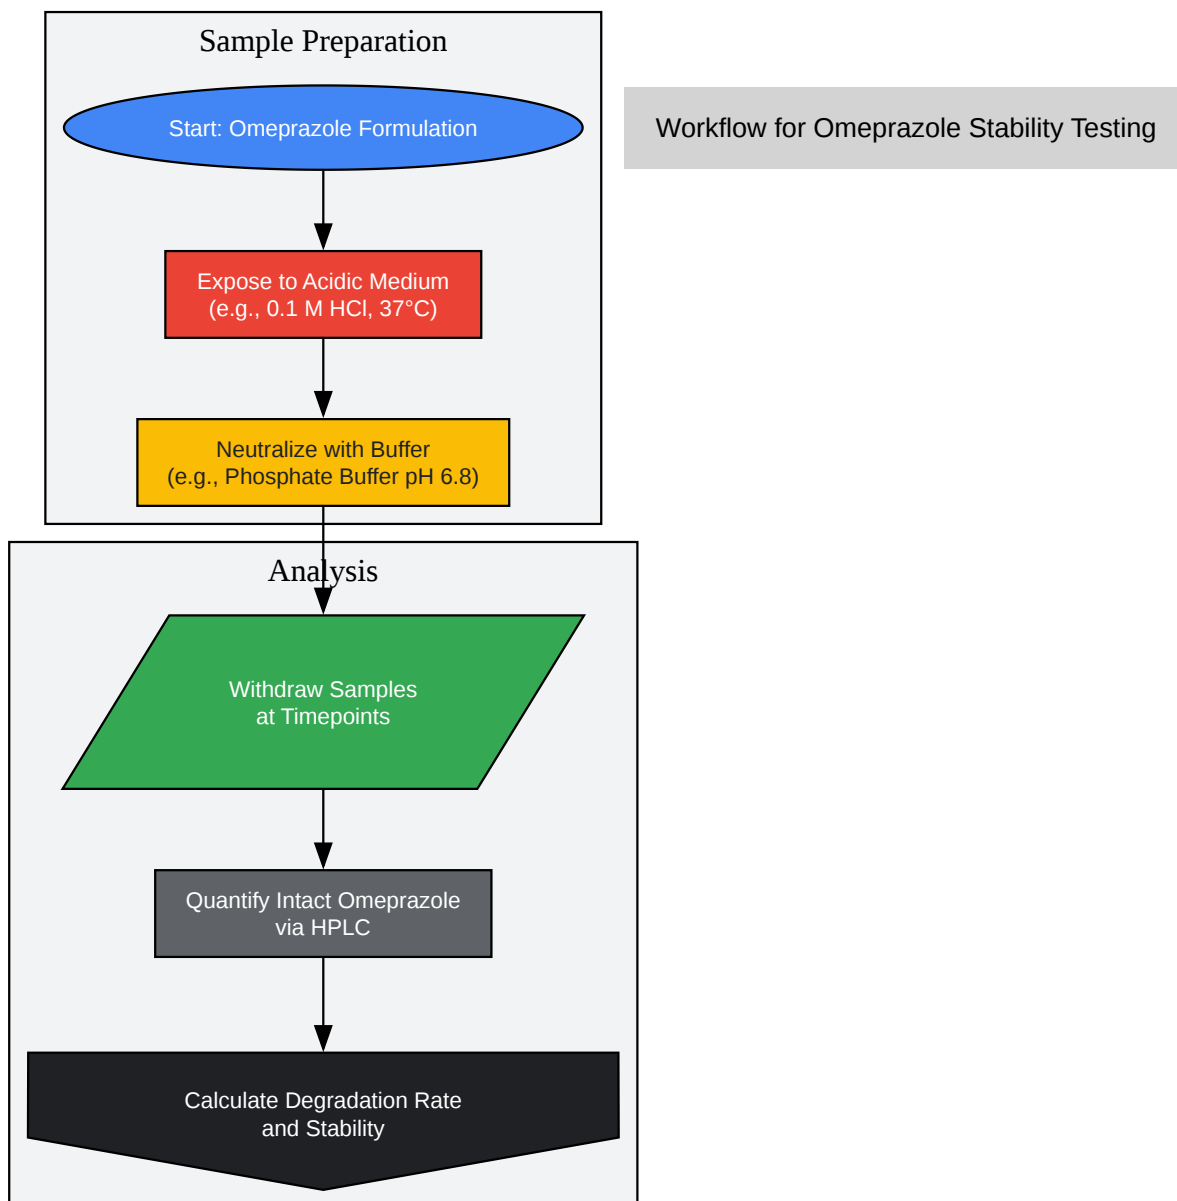 Sample Preparation
Start: Omeprazole Formulation
Workflow for Omeprazole Stability Testing
Expose to Acidic Medium
(e.g., 0.1 M HCl, 37°C)
Neutralize with Buffer
(e.g., Phosphate Buffer pH 6.8)
Analysis
Withdraw Samples
at Timepoints
Quantify Intact Omeprazole
via HPLC
Calculate Degradation Rate
and Stability